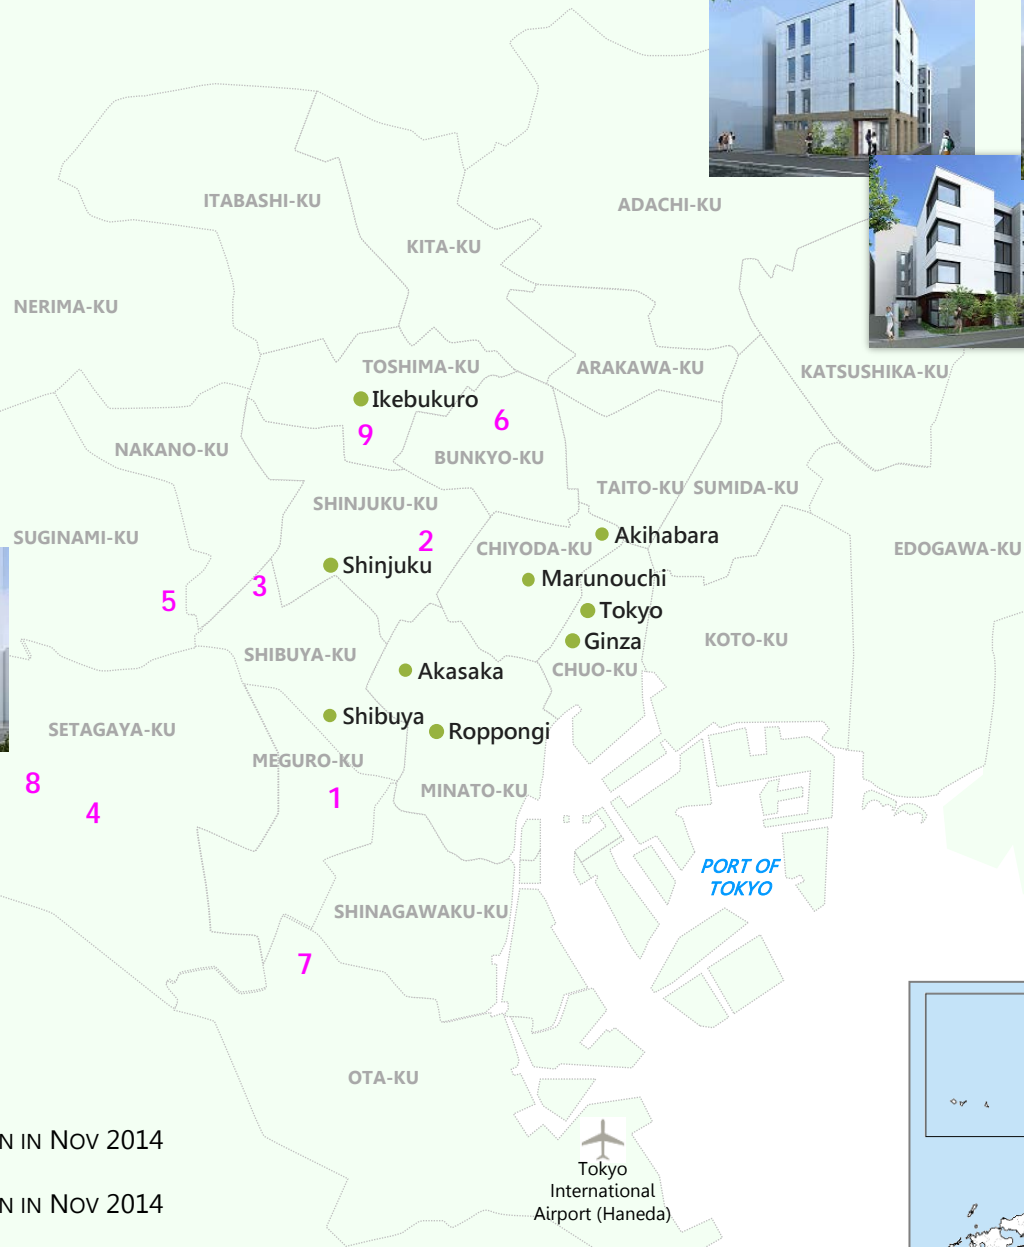 ITABASHI-KU
ADACHI-KU
KITA-KU
NERIMA-KU
TOSHIMA-KU
ARAKAWA-KU
KATSUSHIKA-KU
Ikebukuro
6
9
NAKANO-KU
BUNKYO-KU
TAITO-KU
SUMIDA-KU
SHINJUKU-KU
SUGINAMI-KU
2
CHIYODA-KU
Akihabara
EDOGAWA-KU
Shinjuku
Marunouchi
3
5
Tokyo
Ginza
KOTO-KU
SHIBUYA-KU
CHUO-KU
Akasaka
Shibuya
SETAGAYA-KU
Roppongi
MEGURO-KU
8
1
MINATO-KU
4
PORT OF
TOKYO
SHINAGAWAKU-KU
7
OTA-KU
N IN NOV 2014
Tokyo
International
Airport (Haneda)
N IN NOV 2014